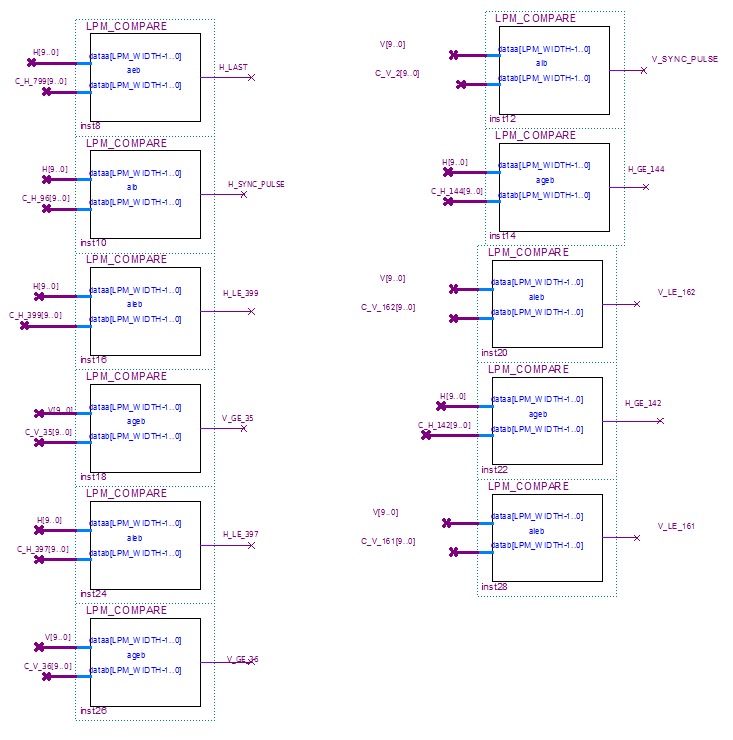 LPM_COMPARE
H[9..0]
dataa[LPM_WIDTH-1..0]
aeb
H_LAST
C_H_799[9..0]
datab[LPM_WIDTH-1..0]
inst8
LPM_COMPARE
H[9..0]
dataa[LPM_WIDTH-1..0]
alb
H_SYNC_PULSE
C_H_96[9..0]
datab[LPM_WIDTH-1..0]
inst10
LPM_COMPARE
H[9..0]
dataa[LPM_WIDTH-1..0]
aleb
H_LE_399
C_H_399[9..0]
datab[LPM_WIDTH-1..0]
inst16
LPM_COMPARE
V[9..0]
dataa[LPM_WIDTH-1..0]
ageb
V_GE_35
C_V_35[9..0]
datab[LPM_WIDTH-1..0]
inst18
LPM_COMPARE
H[9..0]
dataa[LPM_WIDTH-1..0]
aleb
H_LE_397
C_H_397[9..0]
datab[LPM_WIDTH-1..0]
inst24
LPM_COMPARE
V[9..0]
dataa[LPM_WIDTH-1..0]
ageb
V_GE_36
C_V_36[9..0]
datab[LPM_WIDTH-1..0]
inst26
LPM_COMPARE
V[9..0]
dataa[LPM_WIDTH-1..0]
alb
V_SYNC_PULSE
C_V_2[9..0]
datab[LPM_WIDTH-1..0]
inst12
LPM_COMPARE
H[9..0]
dataa[LPM_WIDTH-1..0]
ageb
H_GE_144
C_H_144[9..0]
datab[LPM_WIDTH-1..0]
inst14
LPM_COMPARE
V[9..0]
dataa[LPM_WIDTH-1..0]
aleb
V_LE_162
C_V_162[9..0]
datab[LPM_WIDTH-1..0]
inst20
LPM_COMPARE
H[9..0]
dataa[LPM_WIDTH-1..0]
ageb
H_GE_142
C_H_142[9..0]
datab[LPM_WIDTH-1..0]
inst22
LPM_COMPARE
V[9..0]
dataa[LPM_WIDTH-1..0]
aleb
V_LE_161
C_V_161[9..0]
datab[LPM_WIDTH-1..0]
inst28